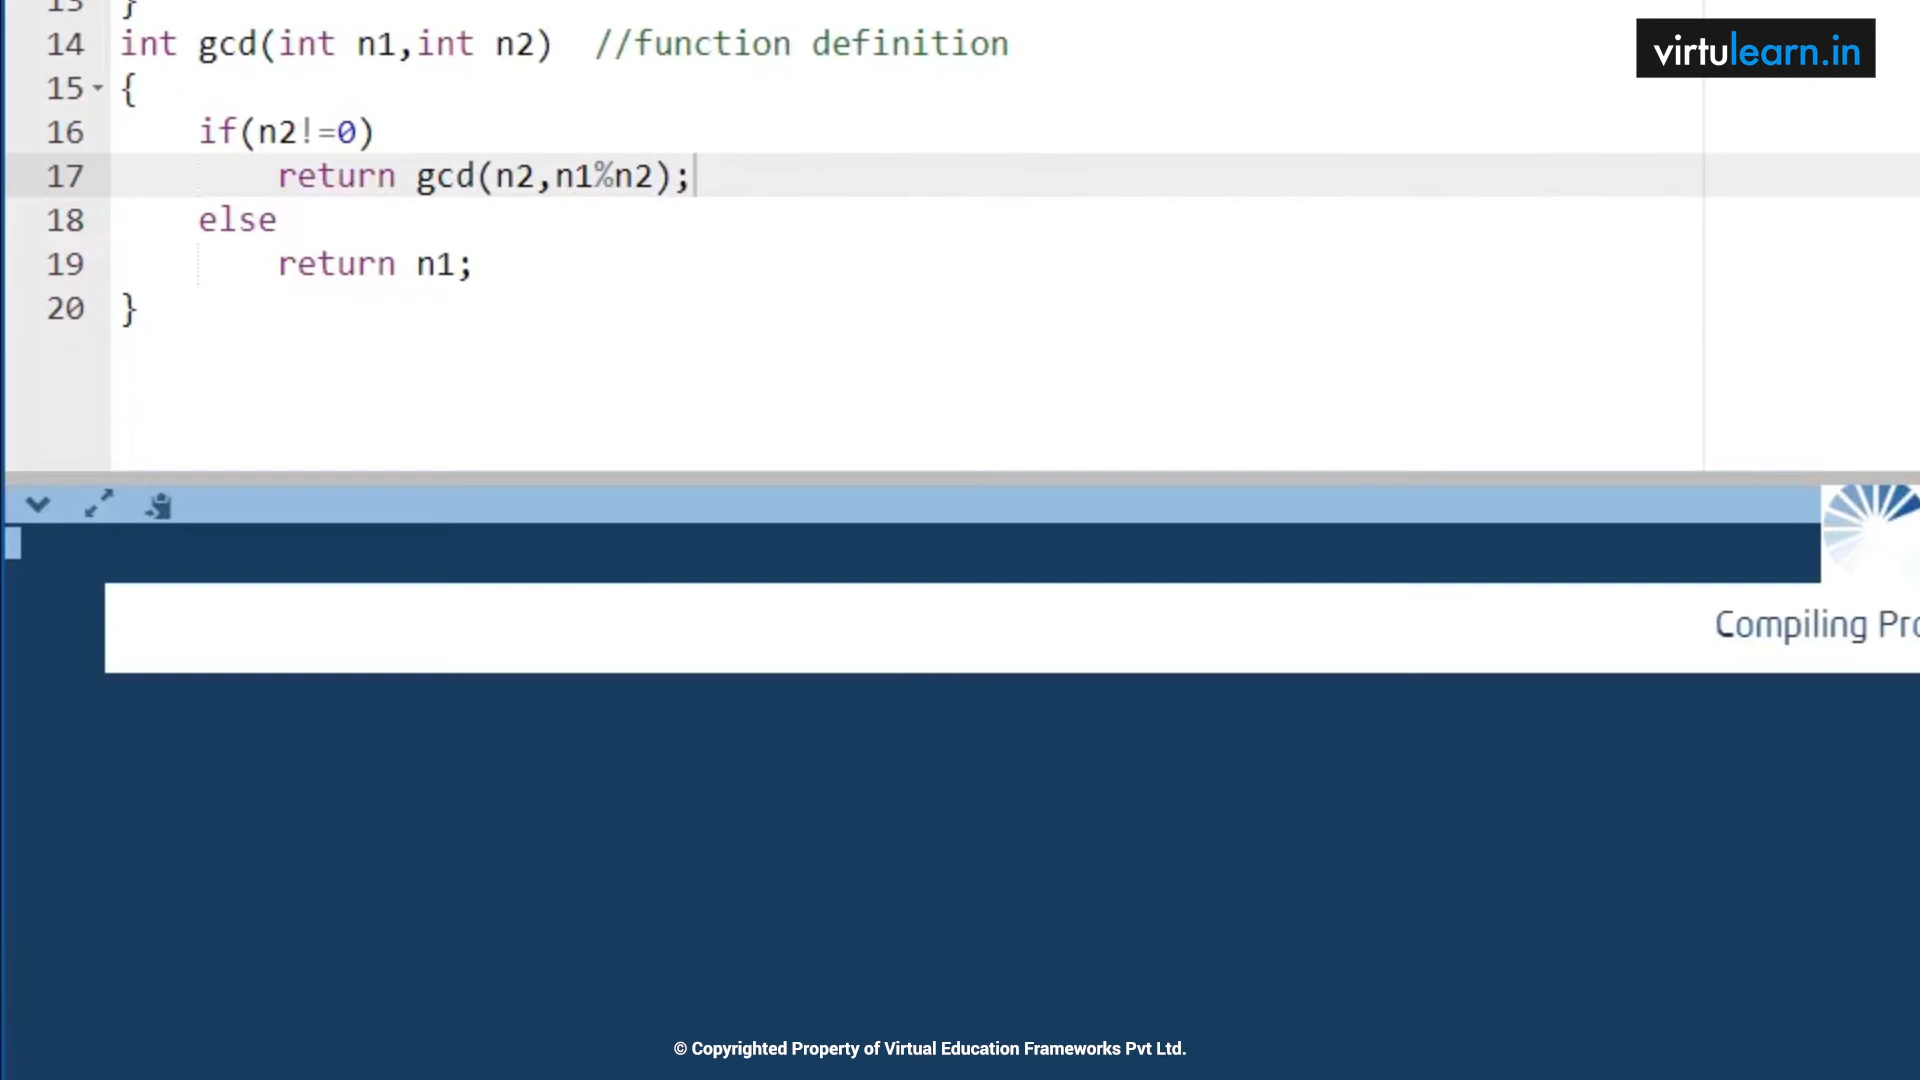 13 }
virtulearn.in
14 int gcd(int n1,int n2)  //function definition
15 {
16     if(n2!=0)
17         return gcd(n2,n1%n2);
18     else
19         return n1;
20 }
Compiling
© Copyrighted Property of Virtual Education Frameworks Pvt Ltd.